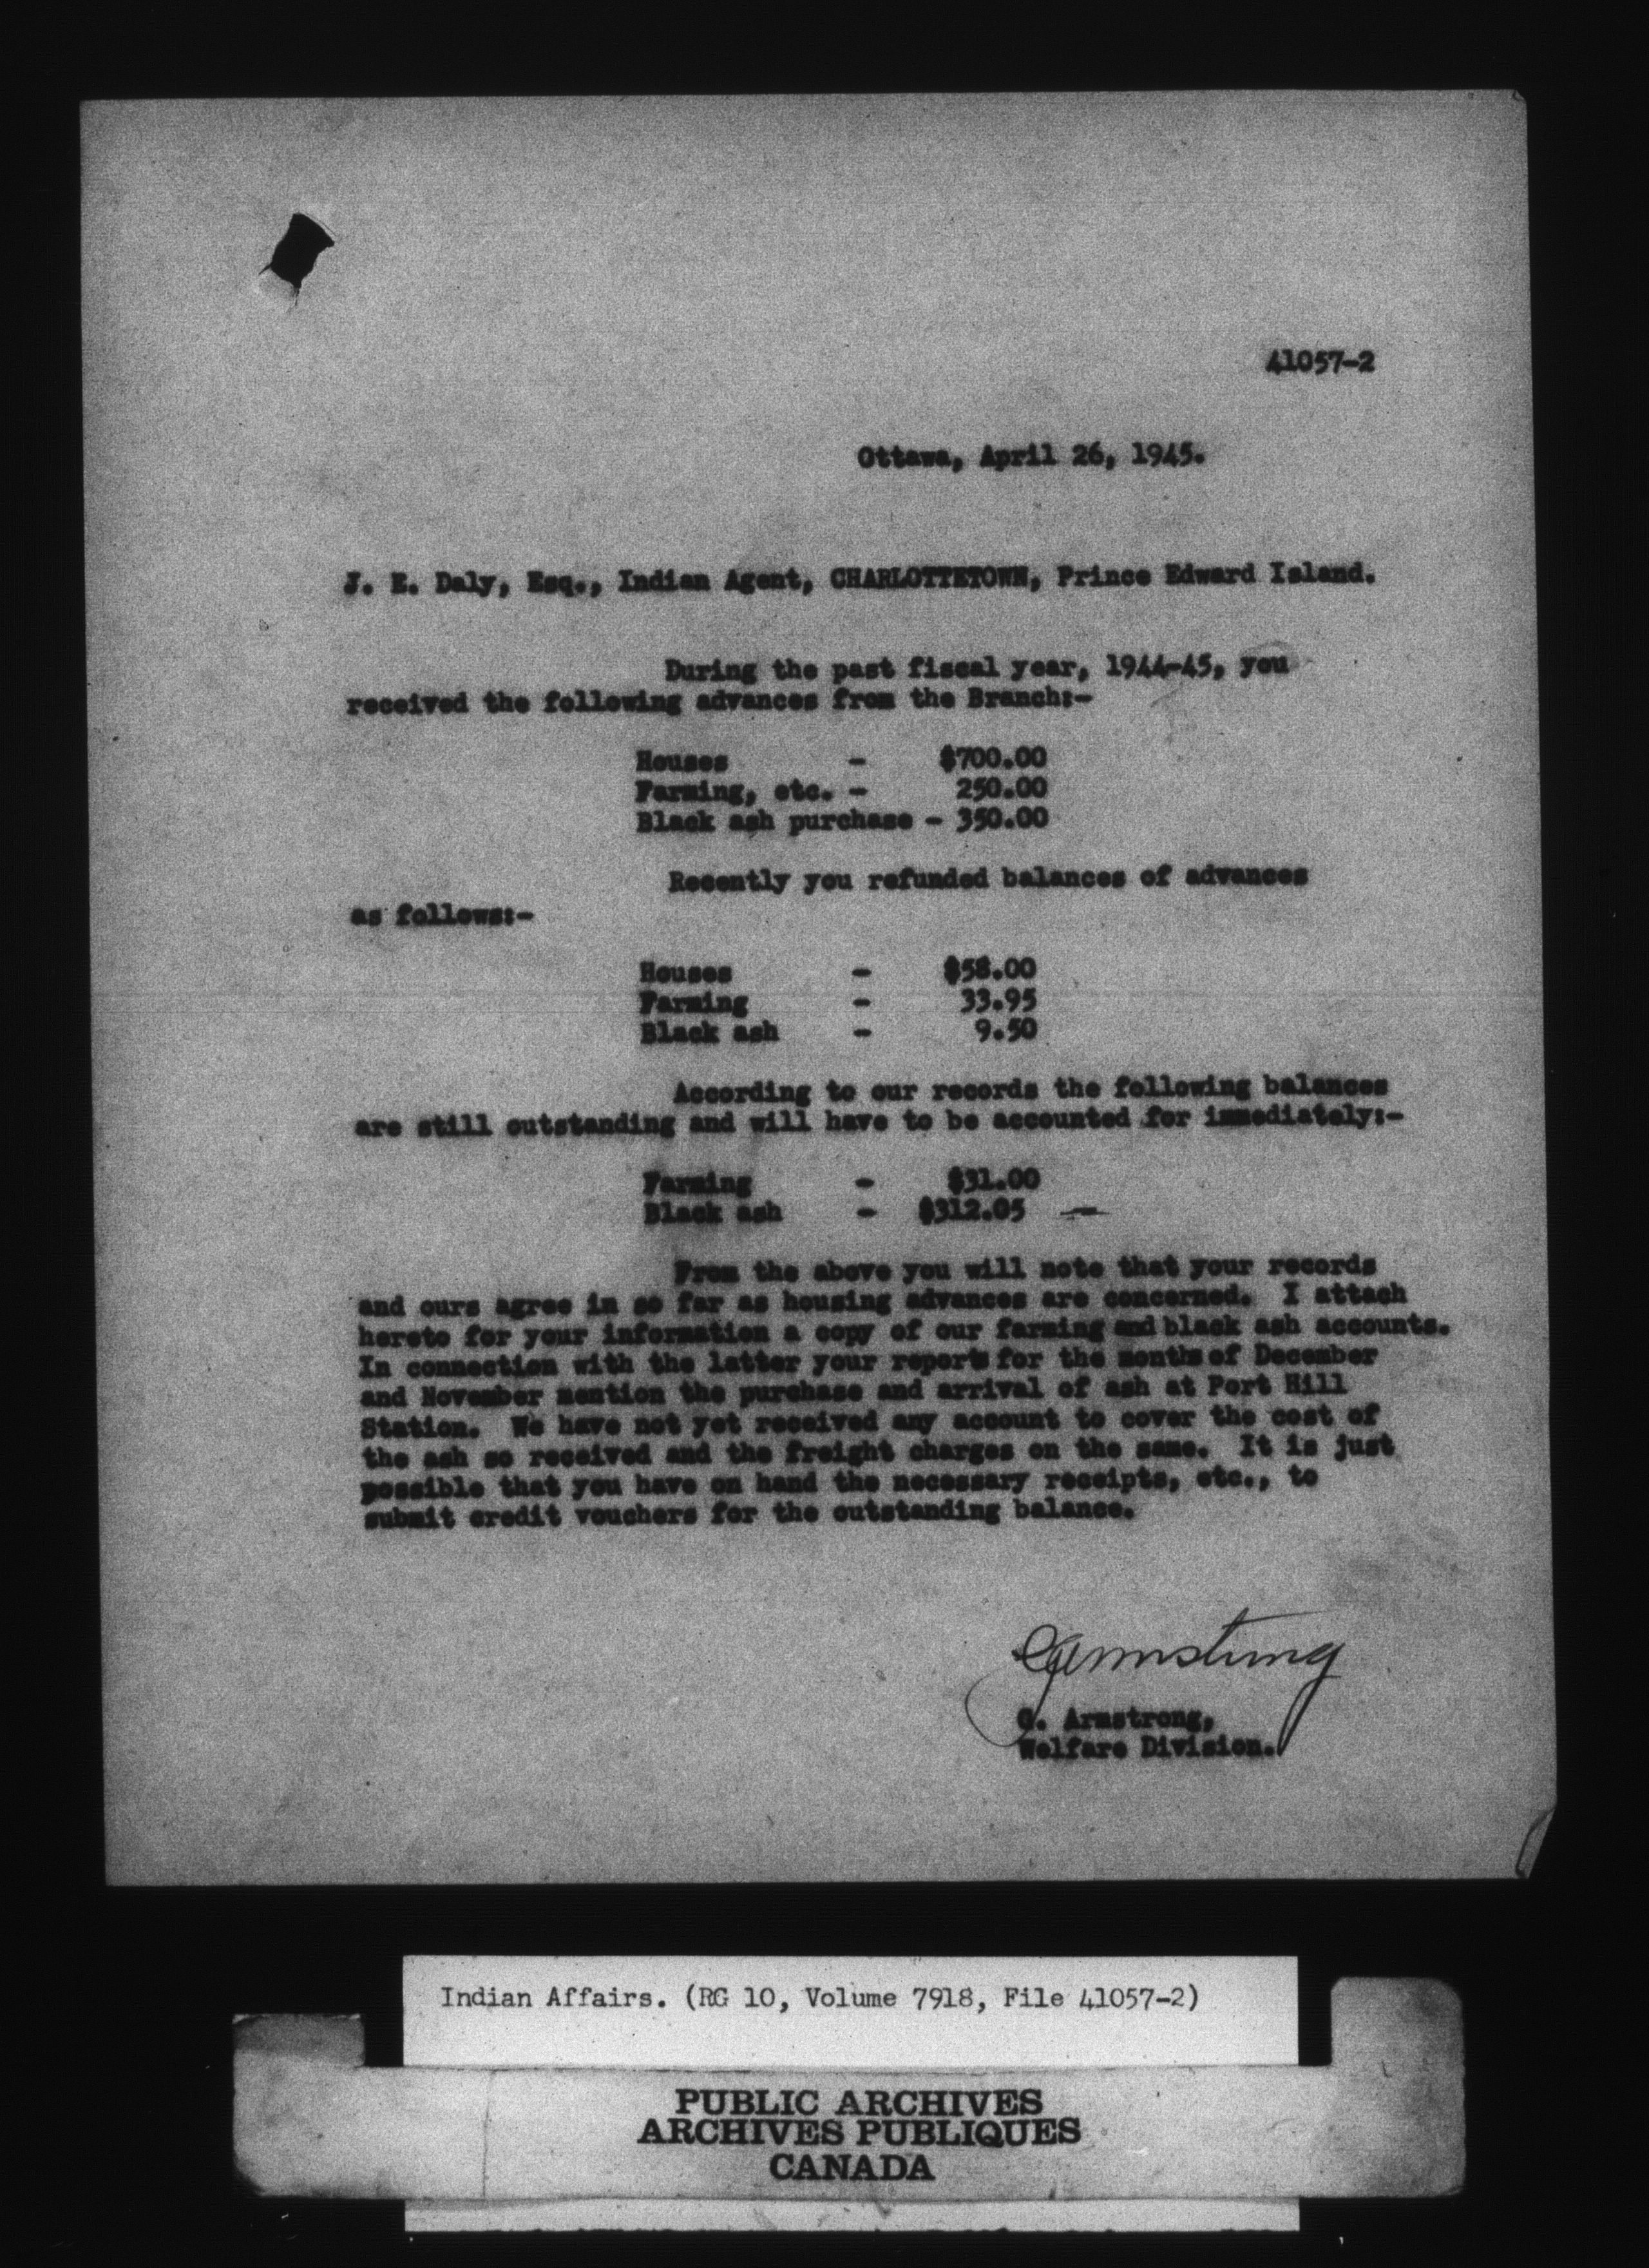 41057-2
Ottawa, April 26, 1945.
J. E. Daly, Esq., Indian Agent, CHARLOTTETOWN, Prince Edward Island.
During the past fiscal year, 1944-45, you
received the following advances from the Branch:-
Houses - $700.00
Farming, etc. - 250.00
Black ash purchase - 350.00
Recently you refunded balances of advances
as follows:-
Houses - $58.00
Farming - 33.95
Black ash - 9.50
According to our records the following balances
are still outstanding and will have to be accounted for immediately:-
Farming - $31.00
Black ash - $312.05 —
From the above you will note that your records
and ours agree in so far as housing advances are concerned. I attach
hereto for your information a copy of our farming and black ash accounts.
In connection with the latter your reports for the months of December
and November mention the purchase and arrival of ash at Port Hill
Station. We have not yet received any account to cover the cost of
the ash so received and the freight charges on the same. It is just
possible that you have on hand the necessary receipts, etc., to
submit credit vouchers for the outstanding balance.
GArmstrong
G. Armstrong,
Welfare Division.
Indian Affairs. (RG 10, Volume 7918, File 41057-2)
PUBLIC ARCHIVES
ARCHIVES PUBLIQUES
CANADA